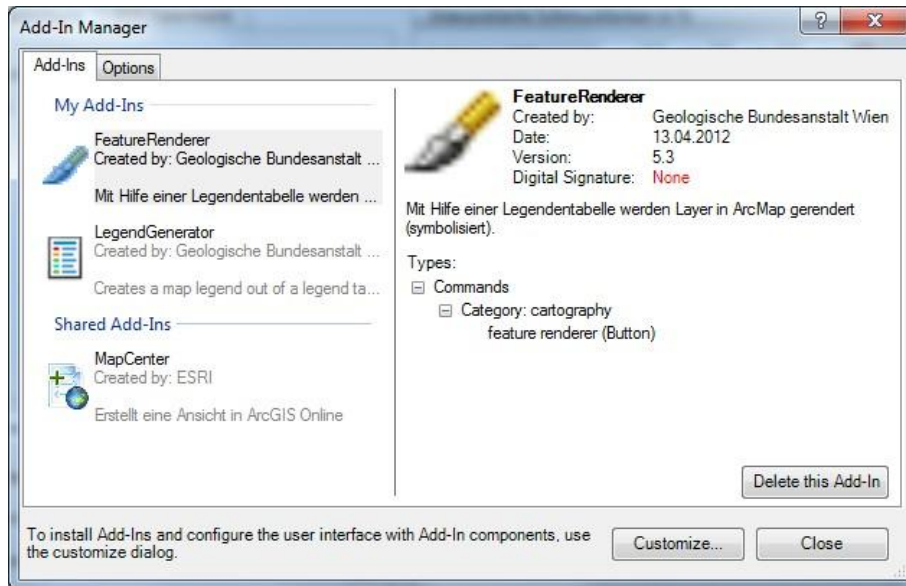 Add-In Manager
Add-Ins
Options
My Add-Ins
FeatureRenderer
Created by: Geologische Bundesanstalt ...
Mit Hilfe einer Legendentabelle werden ...
LegendGenerator
Created by: Geologische Bundesanstalt ...
Creates a map legend out of a legend ta...
Shared Add-Ins
MapCenter
Created by: ESRI
Erstellt eine Ansicht in ArcGIS Online
FeatureRenderer
Created by: Geologische Bundesanstalt Wien
Date: 13.04.2012
Version: 5.3
Digital Signature: None
Mit Hilfe einer Legendentabelle werden Layer in ArcMap gerendert
(symbolisiert).
Types:
Commands
Category: cartography
feature renderer (Button)
Delete this Add-In
To install Add-Ins and configure the user interface with Add-In components, use
the customize dialog.
Customize...
Close